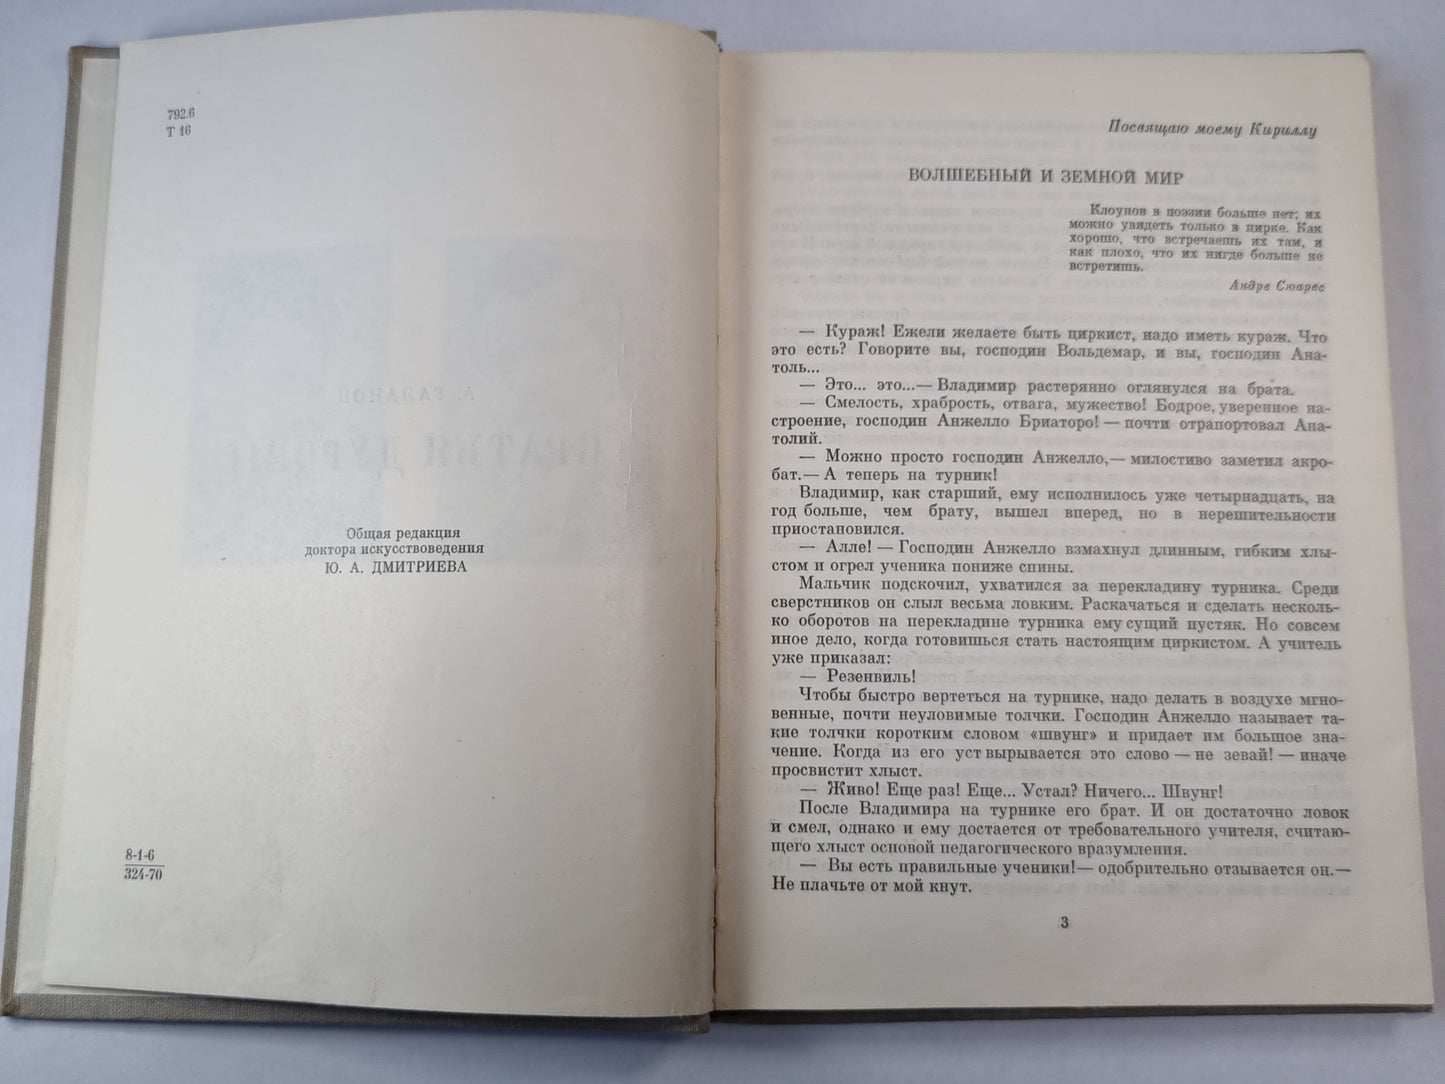 792.6
Т 16
Общая редакция
доктора искусствоведения
Ю. А. ДМИТРИЕВА
8-1-6
324-70
Посвящаю моему Кириллу
ВОЛШЕБНЫЙ И ЗЕМНОЙ МИР
Клоунов в поэзии больше нет; их
можно увидеть только в цирке. Как
хорошо, что встречаешь их там, и
как плохо, что их нигде больше не
встретишь.
Андре Сюарес
— Кураж! Ежели желаете быть циркист, надо иметь кураж. Что
это есть? Говорите вы, господин Вольдемар, и вы, господин Ана-
толь...
— Это... это...— Владимир растерянно оглянулся на брата.
— Смелость, храбрость, отвага, мужество! Бодрое, уверенное на-
строение, господин Анжелло Бриаторо! — почти отрапортовал Ана-
толий.
— Можно просто господин Анжелло,— милостиво заметил акро-
бат.— А теперь на турник!
Владимир, как старший, ему исполнилось уже четырнадцать, на
год больше, чем брату, вышел вперед, но в нерешительности
приостановился.
— Алле! — Господин Анжелло взмахнул длинным, гибким хлы-
стом и огрел ученика пониже спины.
Мальчик подскочил, ухватился за перекладину турника. Среди
сверстников он слыл весьма ловким. Раскачаться и сделать несколь-
ко оборотов на перекладине турника ему сущий пустяк. Но совсем
иное дело, когда готовишься стать настоящим циркистом. А учитель
уже приказал:
— Резенвиль!
Чтобы быстро вертеться на турнике, надо делать в воздухе мгно-
венные, почти неуловимые толчки. Господин Анжелло называет та-
кие толчки коротким словом «швунг» и придает им большое зна-
чение. Когда из его уст вырывается это слово — не зевай! — иначе
просвистит хлыст.
— Живо! Еще раз! Еще... Устал? Ничего... Швунг!
После Владимира на турнике его брат. И он достаточно ловок
и смел, однако и ему достается от требовательного учителя, считаю-
щего хлыст основой педагогического вразумления.
— Вы есть правильные ученики! — одобрительно отзывается он.—
Не плачьте от мой кнут.
3